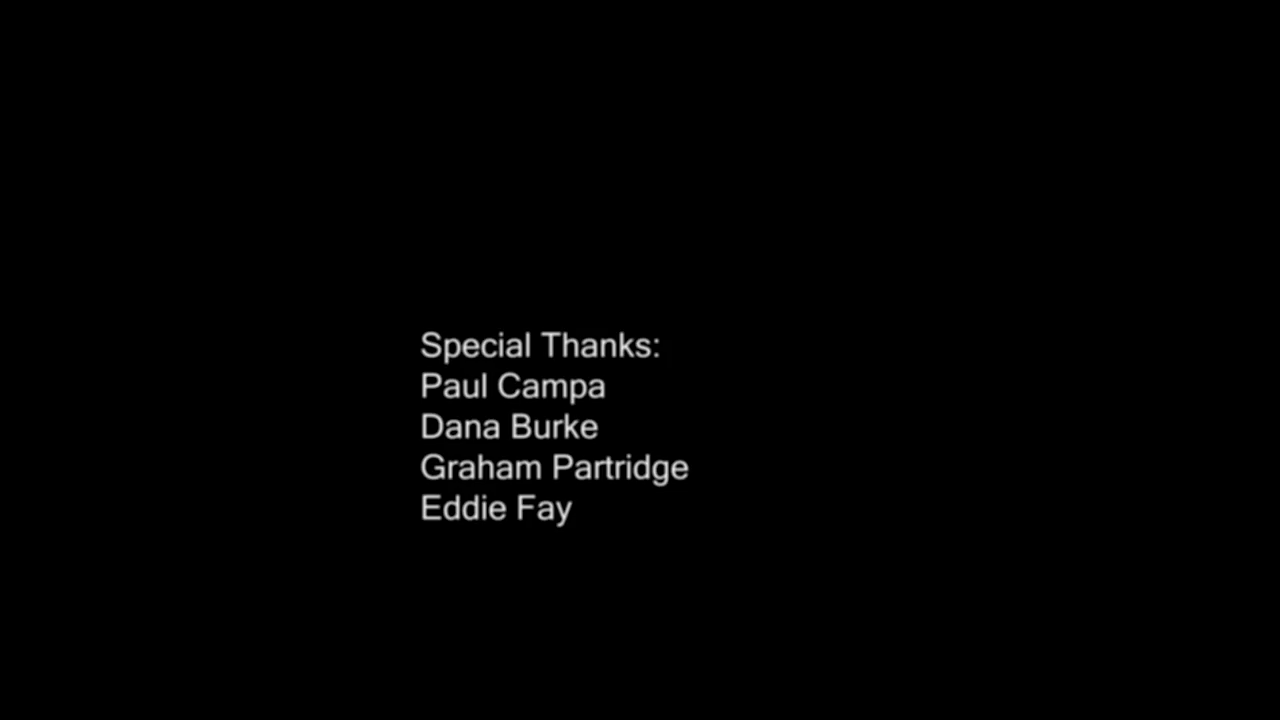 Special Thanks:
Paul Campa
Dana Burke
Graham Partridge
Eddie Fay